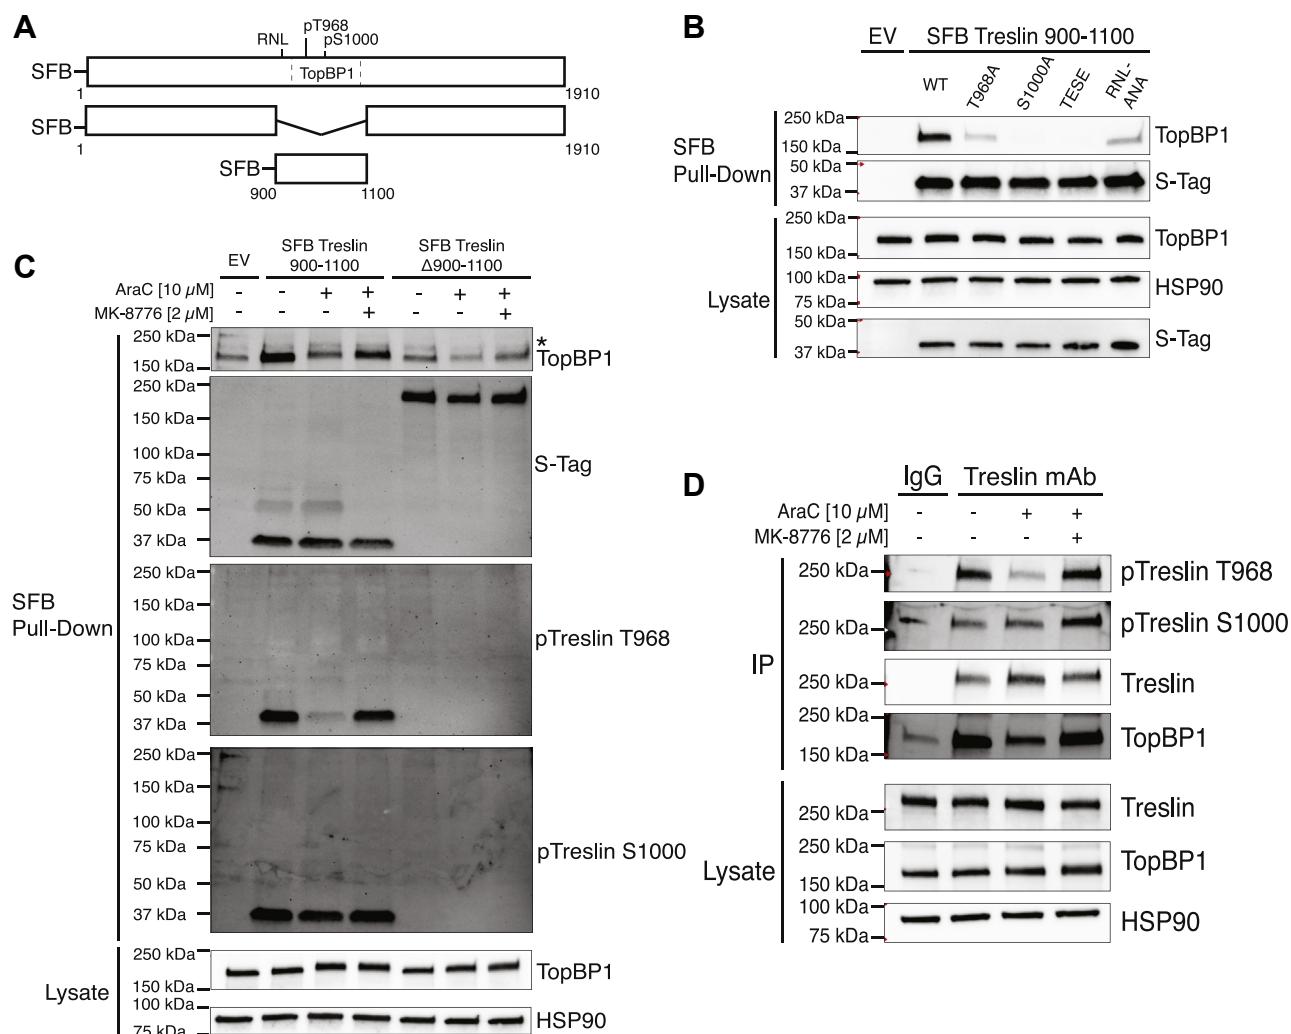 A
pT968
RNL
pS1000
SFB
TopBP1
1
1910
SFB
1
1910
SFB
900
1100
B
EV
SFB Treslin 900-1100
WT
T968A
S1000A
TESE
RNL-
ANA
SFB
Pull-Down
250 kDa
150 kDa
TopBP1
50 kDa
37 kDa
S-Tag
Lysate
250 kDa
150 kDa
TopBP1
100 kDa
75 kDa
HSP90
50 kDa
37 kDa
S-Tag
C
EV
SFB Treslin
900-1100
SFB Treslin
Δ900-1100
AraC [10 µM] - - + + - + +
MK-8776 [2 µM] - - - + - - +
SFB
Pull-Down
250 kDa
150 kDa
*
TopBP1
250 kDa
150 kDa
100 kDa
75 kDa
50 kDa
37 kDa
S-Tag
250 kDa
150 kDa
100 kDa
75 kDa
50 kDa
37 kDa
pTreslin T968
250 kDa
150 kDa
100 kDa
75 kDa
50 kDa
37 kDa
pTreslin S1000
Lysate
250 kDa
150 kDa
TopBP1
100 kDa
75 kDa
HSP90
D
IgG
Treslin mAb
AraC [10 µM] - - + +
MK-8776 [2 µM] - - - +
IP
250 kDa
pTreslin T968
250 kDa
pTreslin S1000
250 kDa
Treslin
250 kDa
150 kDa
TopBP1
Lysate
250 kDa
Treslin
250 kDa
150 kDa
TopBP1
100 kDa
75 kDa
HSP90